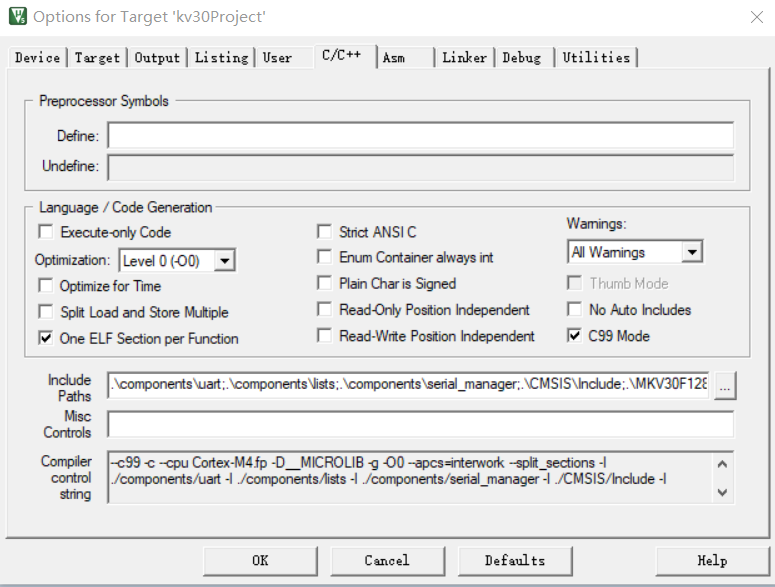 Options for Target 'kv30Project'
Device Target Output Listing User C/C++ Asm Linker Debug Utilities
Preprocessor Symbols
Define:
Undefine:
Language / Code Generation
Execute-only Code
Optimization: Level 0 (-O0)
Optimize for Time
Split Load and Store Multiple
One ELF Section per Function
Strict ANSI C
Enum Container always int
Plain Char is Signed
Read-Only Position Independent
Read-Write Position Independent
Warnings:
All Warnings
Thumb Mode
No Auto Includes
C99 Mode
Include
Paths
.\components\uart;.\components\lists;.\components\serial_manager;.\CMSIS\Include;.\MKV30F128
...
Misc
Controls
Compiler
control
string
--c99 -c --cpu Cortex-M4.fp -D__MICROLIB -g -O0 --apcs=interwork --split_sections -I
./components/uart -I ./components/lists -I ./components/serial_manager -I ./CMSIS/Include -I
OK Cancel Defaults Help